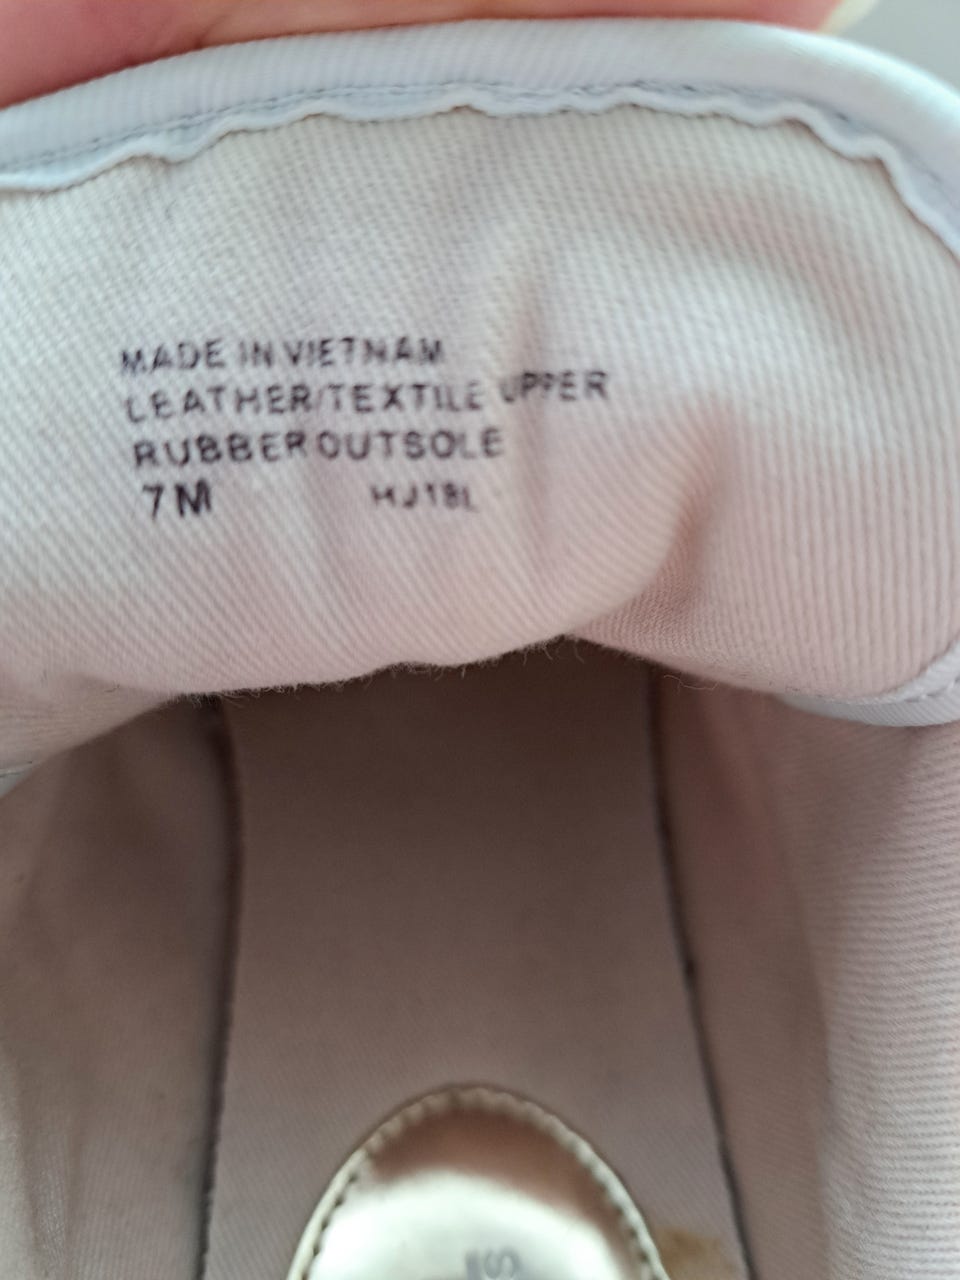 MADE IN VIETNAM
LEATHER/TEXTILE UPPER
RUBBER OUTSOLE
7M HJ18L